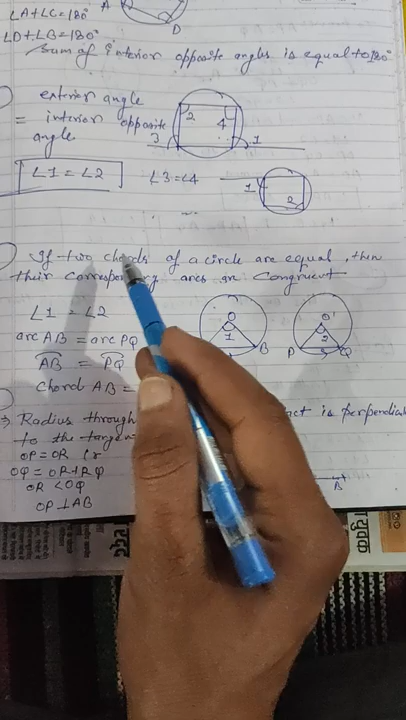 ∠A+∠C=180°
A
∠D+∠B=180°
D
Sum of interior opposite angles is equal to 180°
exterior angle
= interior opposite
angle
2
4
3
1
∠1 = ∠2
∠3=∠4
1
2
If two chords of a circle are equal, then
their corresponding arcs are Congruent
∠1 = ∠2
O
1
B
O'
2
P
Q
arc AB = arc PQ
AB = PQ
Chord AB =
⇒ Radius through
act is perpendicular
to the tangen
OP=OR
OQ = OR+RQ
OR < OQ
B
OP ⊥ AB